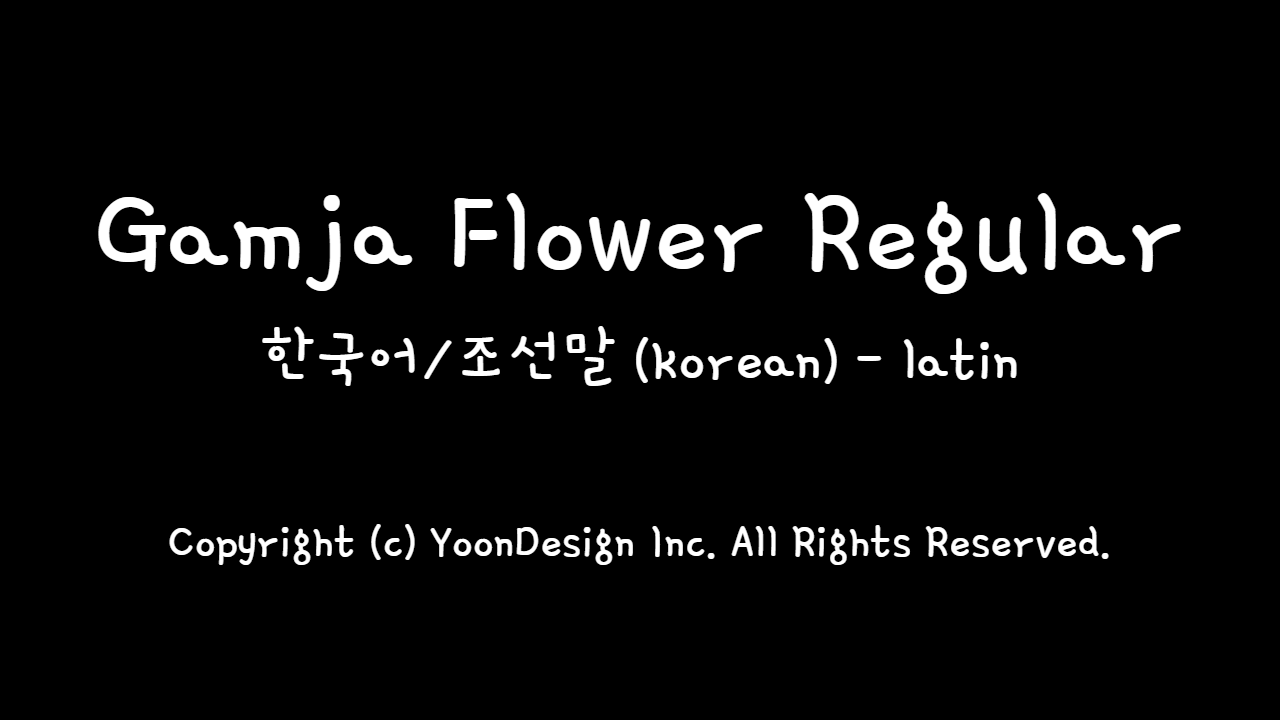 Gamja Flower Regular
한국어/조선말 (korean) - latin
Copyright (c) YoonDesign Inc. All Rights Reserved.